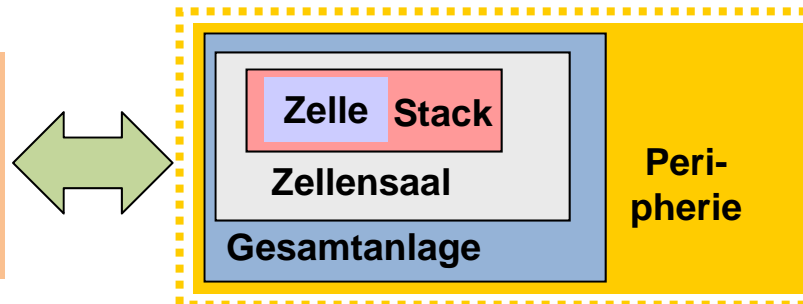 Zelle Stack
Zellensaal
Gesamtanlage
Peri-
pherie